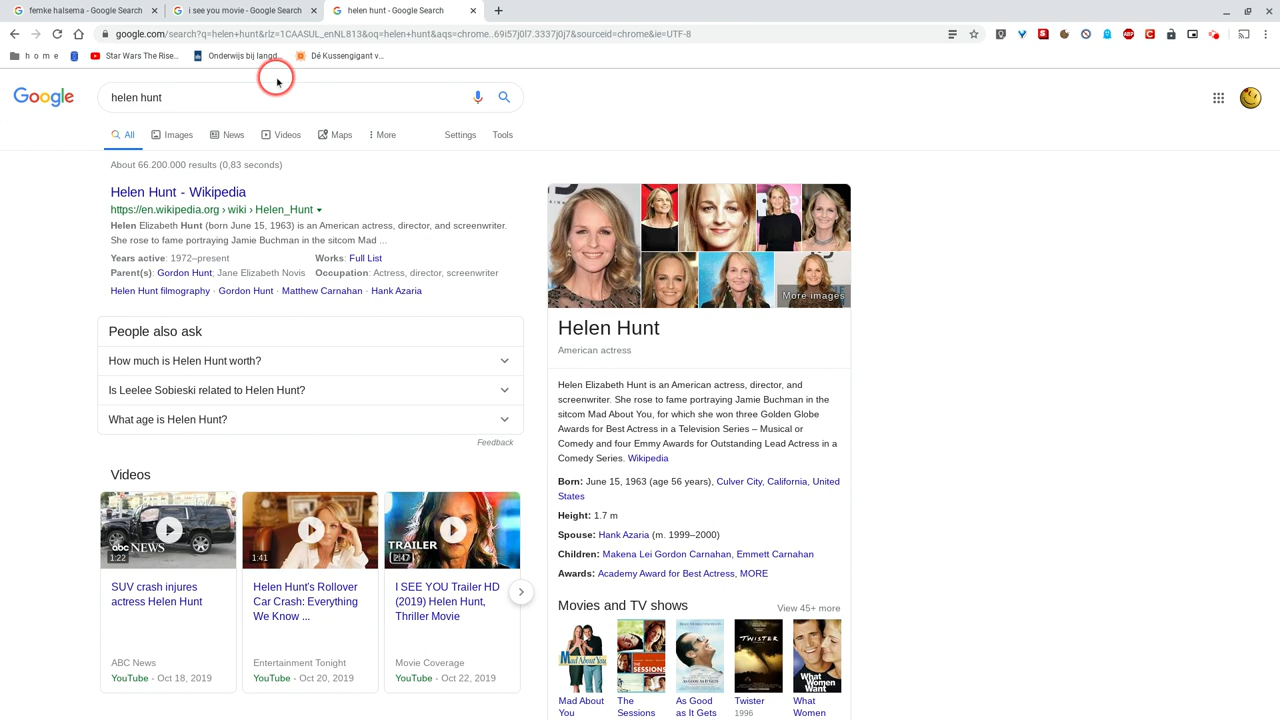 femke halsema - Google Search
i see you movie - Google Search
helen hunt - Google Search
google.com/search?q=helen+hunt&rlz=1CAASUL_enNL813&oq=helen+hunt&aqs=chrome..69i57j0l7.3337j0j7&sourceid=chrome&ie=UTF-8
h o m e
Star Wars The Rise...
Onderwijs bij langd...
Dé Kussengigant v...
Google
helen hunt
All
Images
News
Videos
Maps
More
Settings
Tools
About 66.200.000 results (0,83 seconds)
Helen Hunt - Wikipedia
https://en.wikipedia.org › wiki › Helen_Hunt
Helen Elizabeth Hunt (born June 15, 1963) is an American actress, director, and screenwriter.
She rose to fame portraying Jamie Buchman in the sitcom Mad ...
Years active: 1972–present
Works: Full List
Parent(s): Gordon Hunt; Jane Elizabeth Novis
Occupation: Actress, director, screenwriter
Helen Hunt filmography · Gordon Hunt · Matthew Carnahan · Hank Azaria
People also ask
How much is Helen Hunt worth?
Is Leelee Sobieski related to Helen Hunt?
What age is Helen Hunt?
Feedback
Videos
abc NEWS
1:22
1:41
TRAILER
2:47
SUV crash injures
actress Helen Hunt
ABC News
YouTube - Oct 18, 2019
Helen Hunt's Rollover
Car Crash: Everything
We Know ...
Entertainment Tonight
YouTube - Oct 20, 2019
I SEE YOU Trailer HD
(2019) Helen Hunt,
Thriller Movie
Movie Coverage
YouTube - Oct 22, 2019
More images
Helen Hunt
American actress
Helen Elizabeth Hunt is an American actress, director, and
screenwriter. She rose to fame portraying Jamie Buchman in the
sitcom Mad About You, for which she won three Golden Globe
Awards for Best Actress in a Television Series – Musical or
Comedy and four Emmy Awards for Outstanding Lead Actress in a
Comedy Series. Wikipedia
Born: June 15, 1963 (age 56 years), Culver City, California, United
States
Height: 1.7 m
Spouse: Hank Azaria (m. 1999–2000)
Children: Makena Lei Gordon Carnahan, Emmett Carnahan
Awards: Academy Award for Best Actress, MORE
Movies and TV shows
View 45+ more
Mad About You
THE SESSIONS
TWISTER
What Women Want
Mad About
You
The
Sessions
As Good
as It Gets
Twister
1996
What
Women